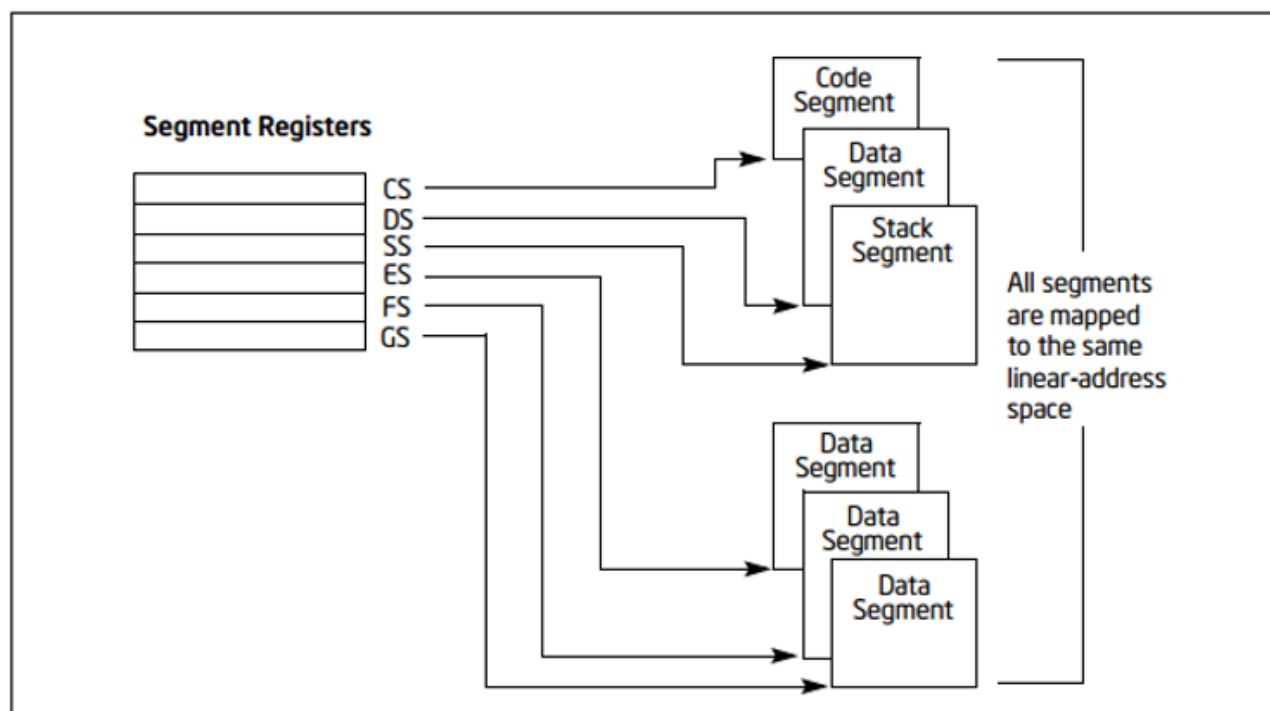 Segment Registers
CS
DS
SS
ES
FS
GS
Code
Segment
Data
Segment
Stack
Segment
Data
Segment
Data
Segment
Data
Segment
All segments
are mapped
to the same
linear-address
space